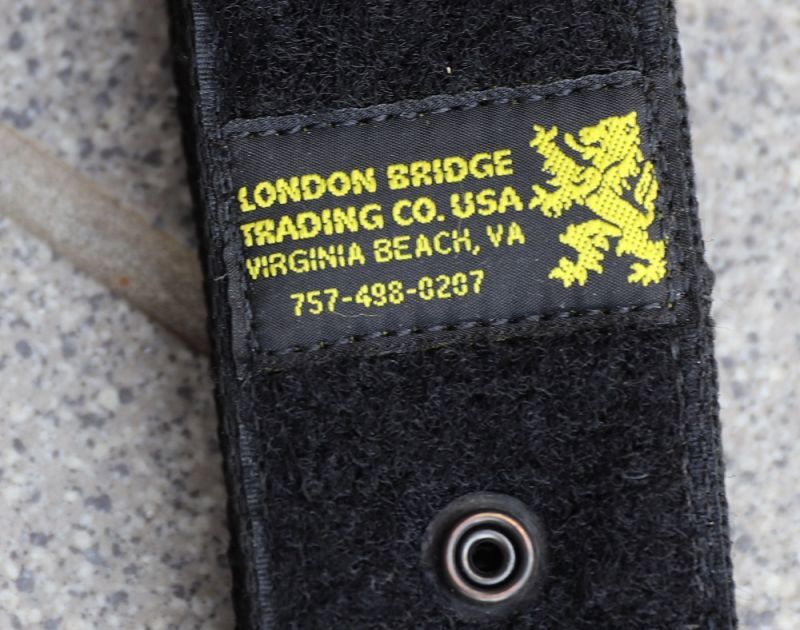 LONDON BRIDGE
TRADING CO. USA
VIRGINIA BEACH, VA
757-498-0207